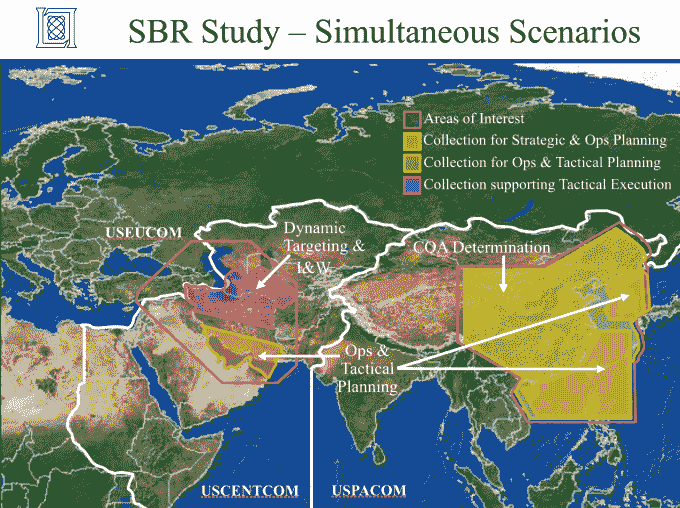 SBR Study – Simultaneous Scenarios
Areas of Interest
Collection for Strategic & Ops Planning
Collection for Ops & Tactical Planning
Collection supporting Tactical Execution
USEUCOM
Dynamic
Targeting &
I&W
COA Determination
Ops &
Tactical
Planning
USCENTCOM
USPACOM